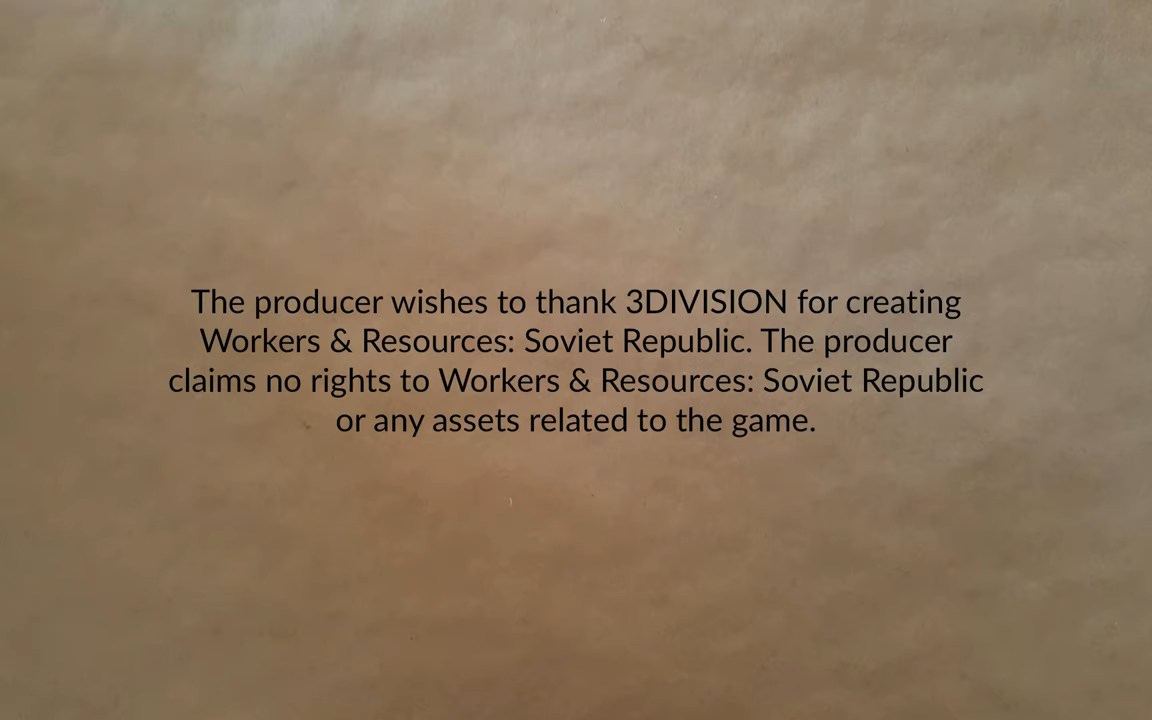 The producer wishes to thank 3DIVISION for creating
Workers & Resources: Soviet Republic. The producer
claims no rights to Workers & Resources: Soviet Republic
or any assets related to the game.